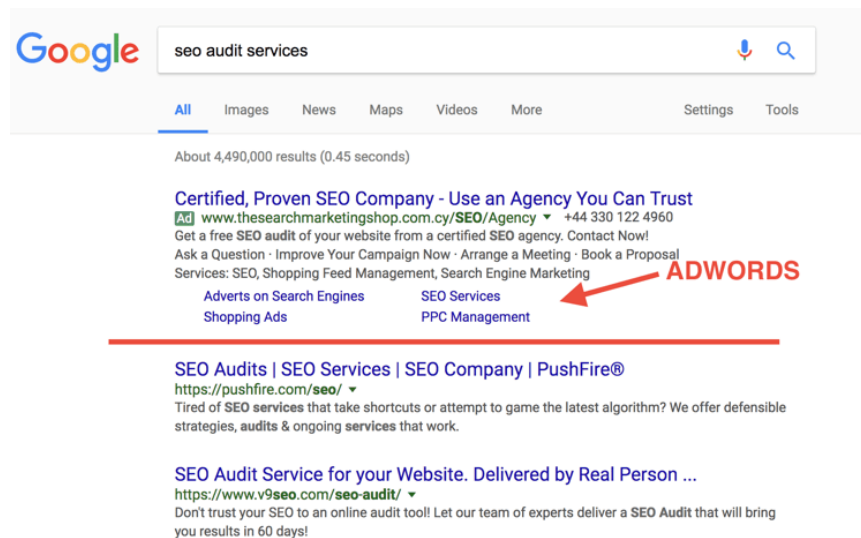 Google
seo audit services
All Images News Maps Videos More Settings Tools
About 4,490,000 results (0.45 seconds)
Certified, Proven SEO Company - Use an Agency You Can Trust
Ad www.thesearchmarketingshop.com.cy/SEO/Agency ▼ +44 330 122 4960
Get a free SEO audit of your website from a certified SEO agency. Contact Now!
Ask a Question · Improve Your Campaign Now · Arrange a Meeting · Book a Proposal
Services: SEO, Shopping Feed Management, Search Engine Marketing
ADWORDS
Adverts on Search Engines SEO Services
Shopping Ads PPC Management
SEO Audits | SEO Services | SEO Company | PushFire®
https://pushfire.com/seo/ ▼
Tired of SEO services that take shortcuts or attempt to game the latest algorithm? We offer defensible
strategies, audits & ongoing services that work.
SEO Audit Service for your Website. Delivered by Real Person ...
https://www.v9seo.com/seo-audit/ ▼
Don't trust your SEO to an online audit tool! Let our team of experts deliver a SEO Audit that will bring
you results in 60 days!